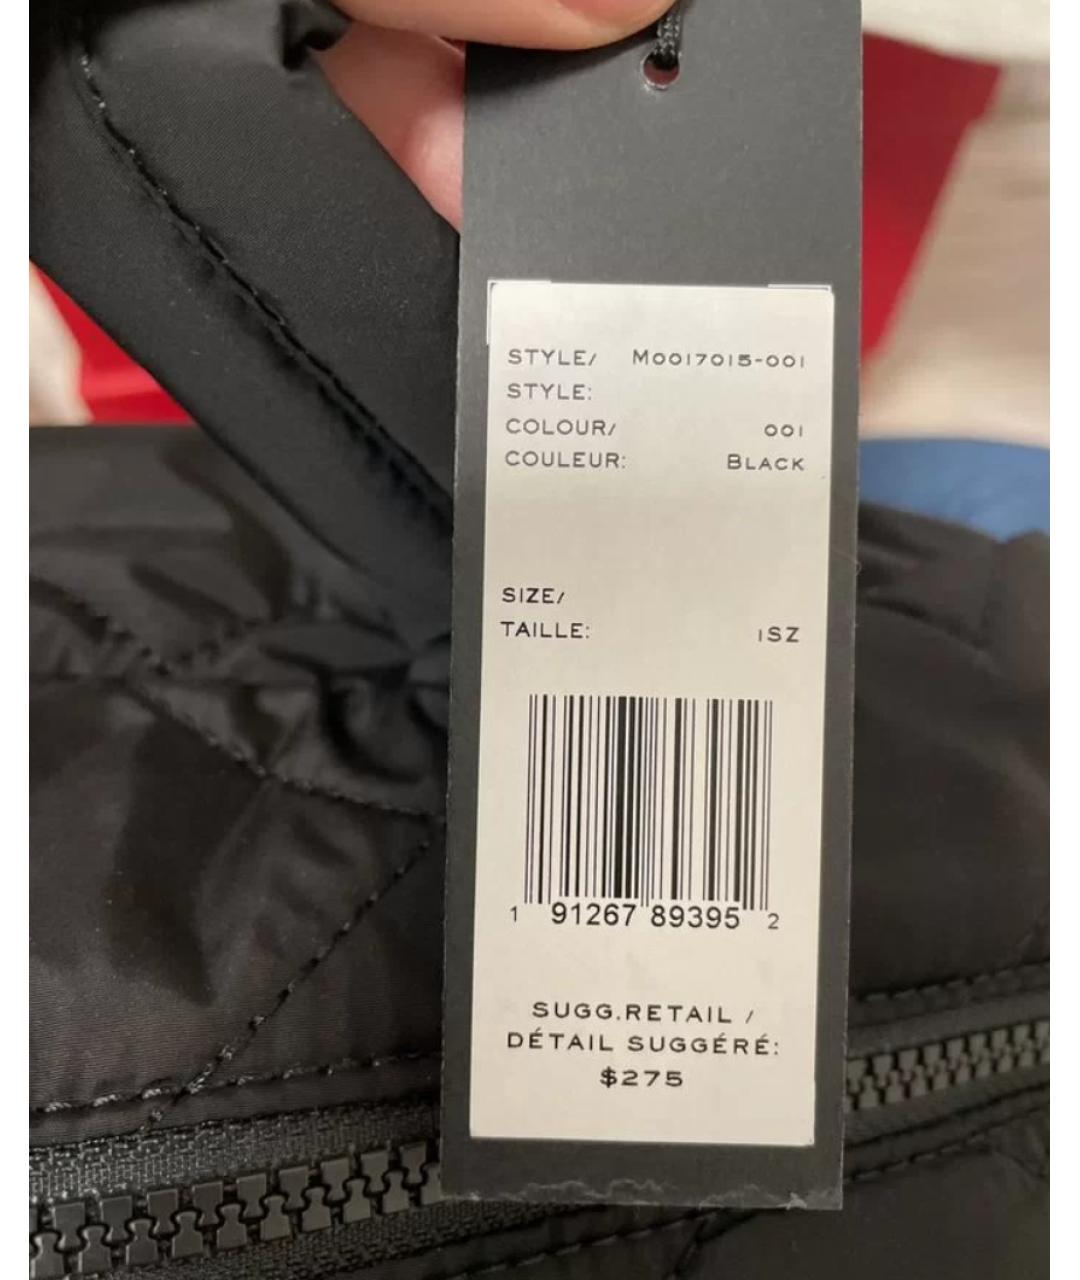 STYLE/ M0017015-001
STYLE:
COLOUR/ 001
COULEUR: BLACK
SIZE/
TAILLE: 1SZ
1 91267 89395 2
SUGG.RETAIL /
DÉTAIL SUGGÉRÉ:
$275